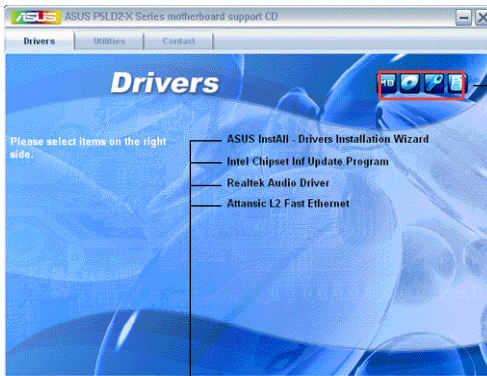 ASUS ASUS P5LD2-X Series motherboard support CD
Drivers Utilities Contact
Drivers
Please select items on the right
side.
ASUS InstAll - Drivers Installation Wizard
Intel Chipset Inf Update Program
Realtek Audio Driver
Attansic L2 Fast Ethernet